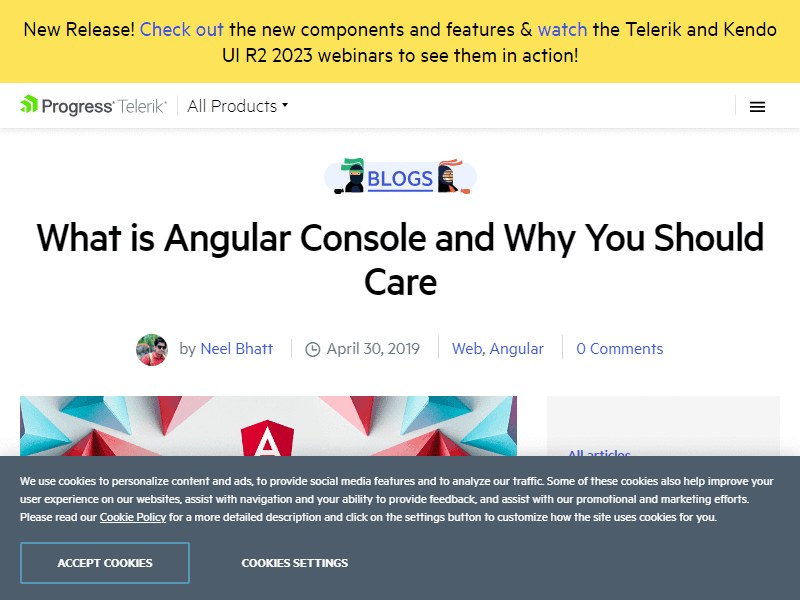 New Release! Check out the new components and features & watch the Telerik and Kendo
UI R2 2023 webinars to see them in action!
Progress Telerik
All Products
BLOGS
What is Angular Console and Why You Should
Care
by Neel Bhatt
April 30, 2019
Web, Angular
0 Comments
All articles
We use cookies to personalize content and ads, to provide social media features and to analyze our traffic. Some of these cookies also help improve your
user experience on our websites, assist with navigation and your ability to provide feedback, and assist with our promotional and marketing efforts.
Please read our Cookie Policy for a more detailed description and click on the settings button to customize how the site uses cookies for you.
ACCEPT COOKIES
COOKIES SETTINGS